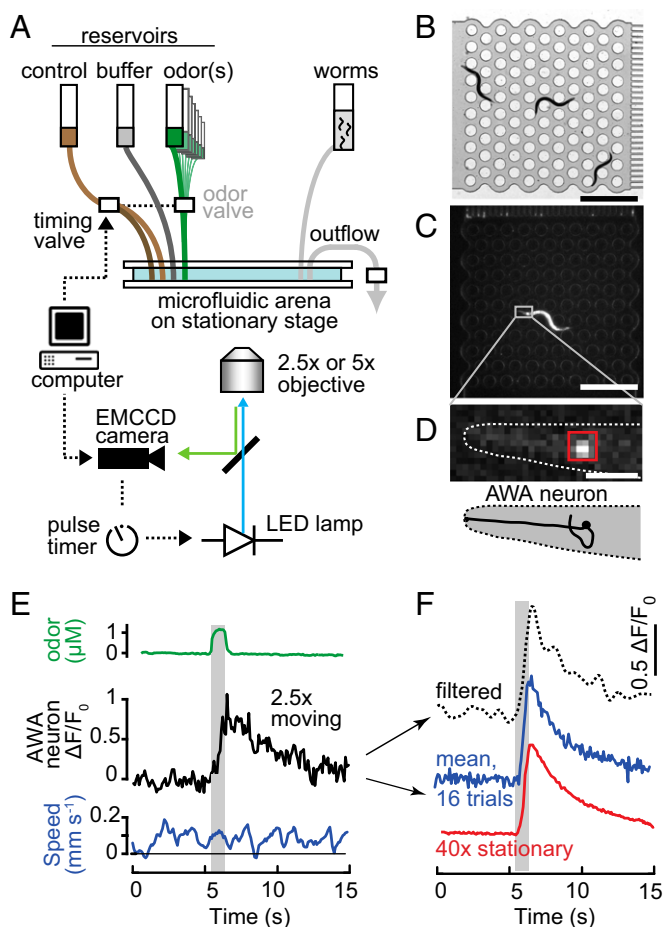 A
reservoirs
control buffer odor(s)
worms
odor
valve
timing
valve
outflow
microfluidic arena
on stationary stage
computer
2.5x or 5x
objective
EMCCD
camera
pulse
timer
LED lamp
B
C
D
AWA neuron
E
odor
(µM)
1
0
AWA
neuron
ΔF/F0
1
0.5
0
2.5x
moving
Speed
(mm s-1)
0.2
0
0 5 10 15
Time (s)
F
0.5 ΔF/F0
filtered
mean,
16 trials
40x stationary
0 5 10 15
Time (s)